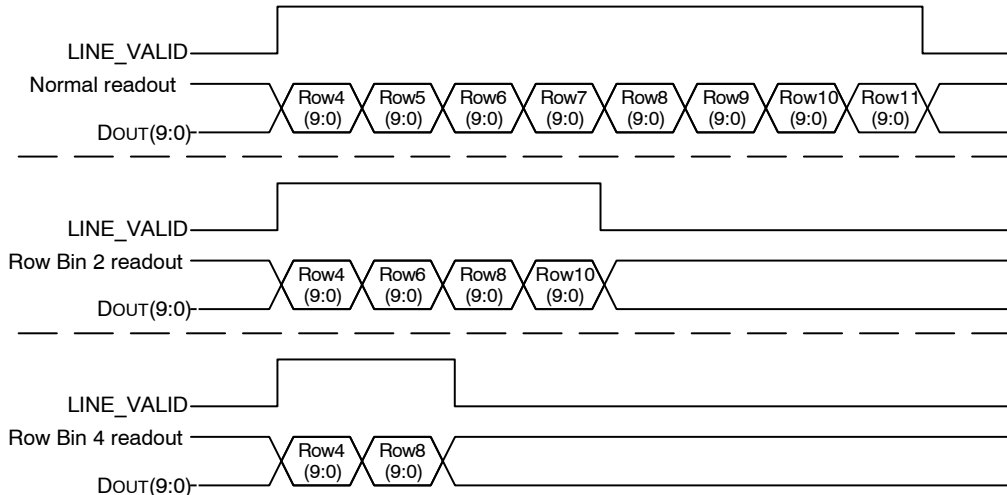 LINE_VALID
Normal readout
Row4 Row5 Row6 Row7 Row8 Row9 Row10 Row11
(9:0) (9:0) (9:0) (9:0) (9:0) (9:0) (9:0) (9:0)
DOUT(9:0)
LINE_VALID
Row Bin 2 readout
Row4 Row6 Row8 Row10
(9:0) (9:0) (9:0) (9:0)
DOUT(9:0)
LINE_VALID
Row Bin 4 readout
Row4 Row8
(9:0) (9:0)
DOUT(9:0)